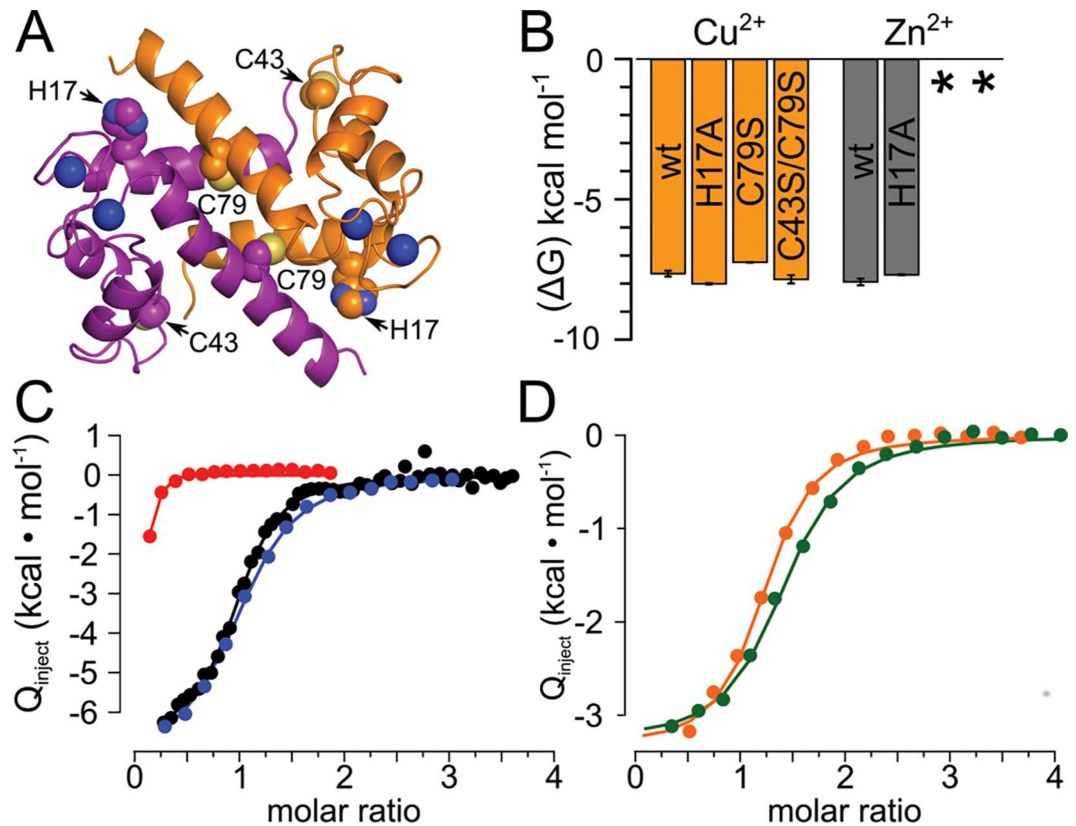 A
H17
C43
C79
C79
C43
H17
B
Cu²⁺ Zn²⁺
0
-5
-10
(ΔG) kcal mol⁻¹
wt
H17A
C79S
C43S/C79S
wt
H17A
* *
C
1
0
-1
-2
-3
-4
-5
-6
Qinject (kcal • mol⁻¹)
0 1 2 3 4
molar ratio
D
0
-1
-2
-3
Qinject (kcal • mol⁻¹)
0 1 2 3 4
molar ratio